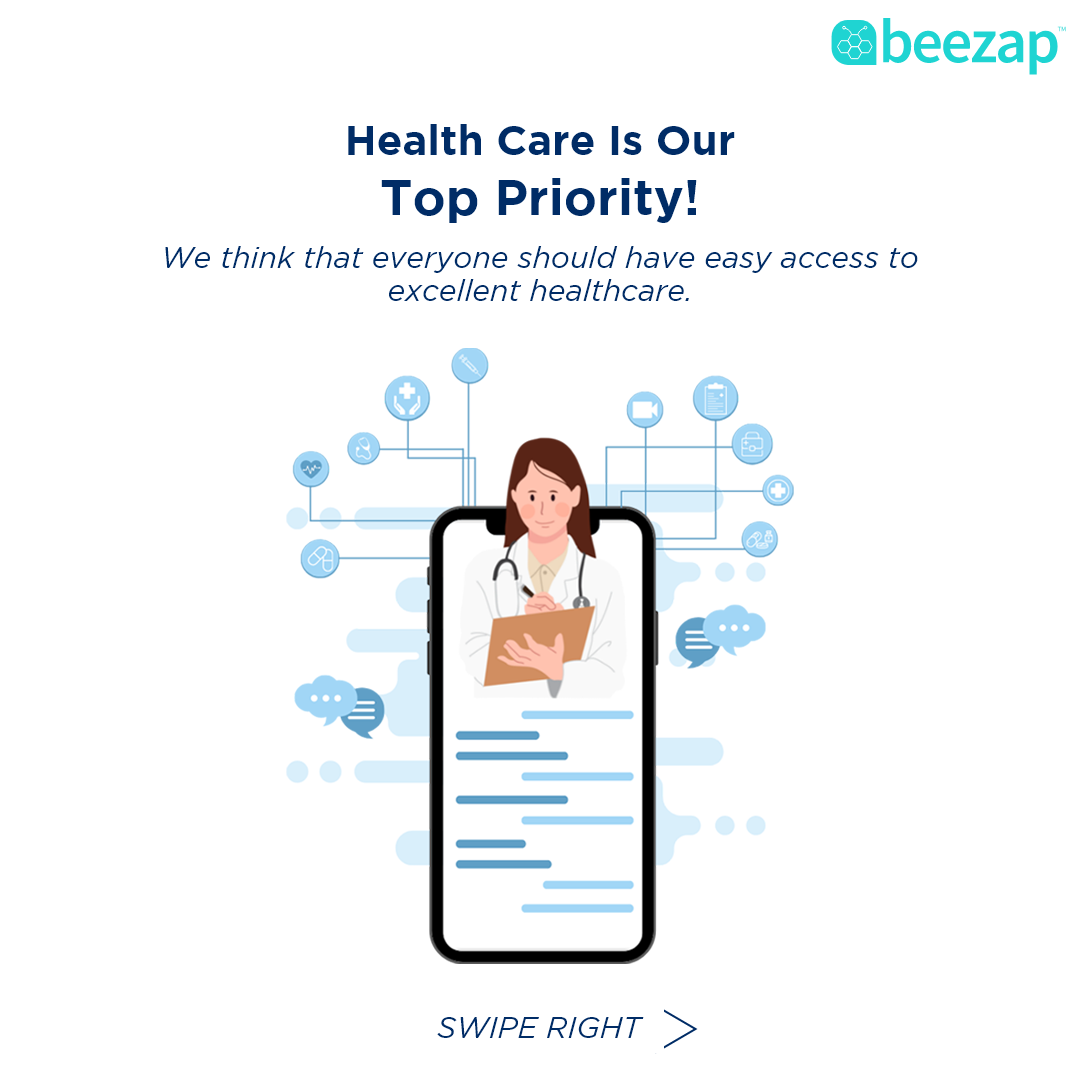 beezap™
Health Care Is Our
Top Priority!
We think that everyone should have easy access to
excellent healthcare.
SWIPE RIGHT